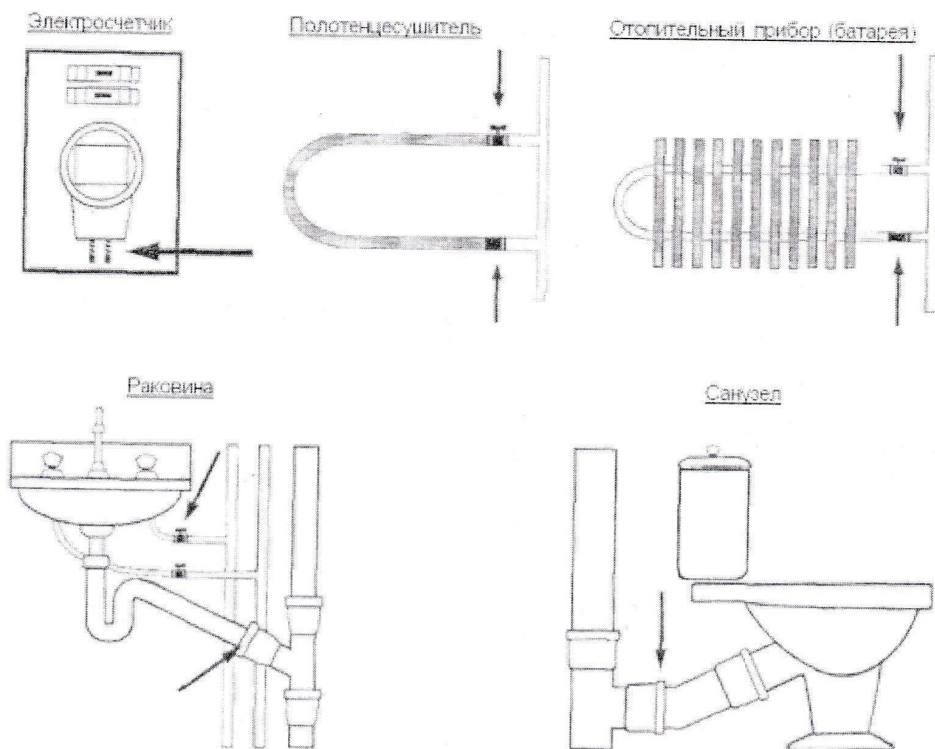 Электросчетчик
Полотенцесушитель
Отопительный прибор (батарея)
Раковина
Санузел